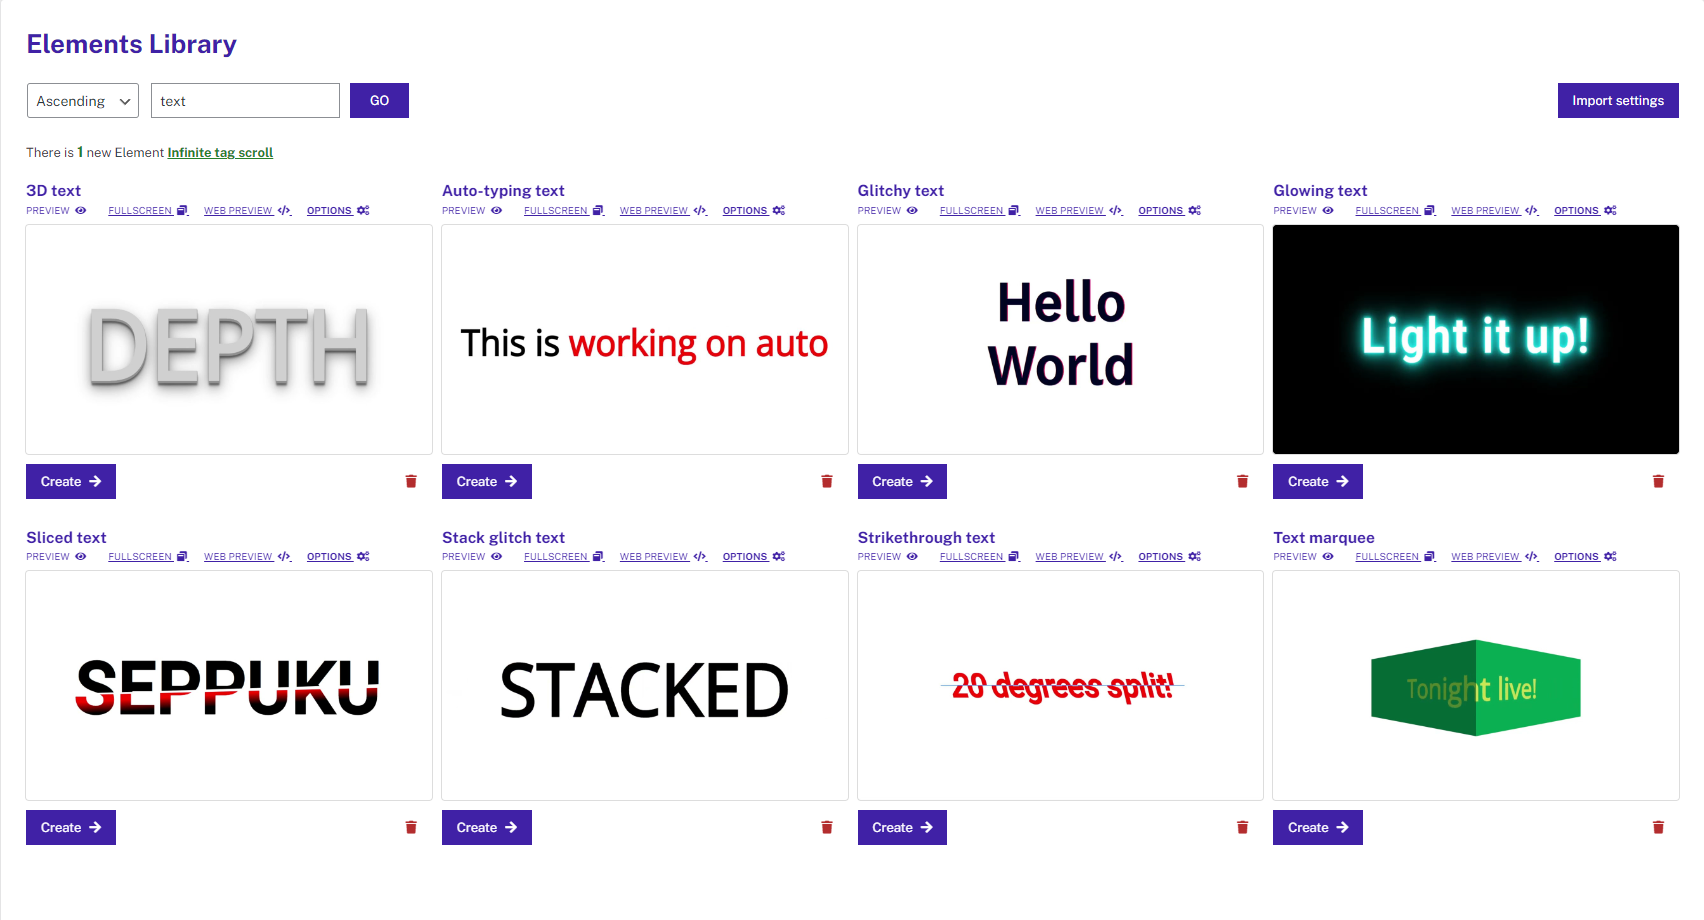 Elements Library
Ascending text GO Import settings
There is 1 new Element Infinite tag scroll
3D text Auto-typing text Glitchy text Glowing text
PREVIEW FULLSCREEN WEB PREVIEW OPTIONS PREVIEW FULLSCREEN WEB PREVIEW OPTIONS PREVIEW FULLSCREEN WEB PREVIEW OPTIONS PREVIEW FULLSCREEN WEB PREVIEW OPTIONS
DEPTH
This is working on auto
Hello
World
Light it up!
Create Create Create Create
Sliced text Stack glitch text Strikethrough text Text marquee
PREVIEW FULLSCREEN WEB PREVIEW OPTIONS PREVIEW FULLSCREEN WEB PREVIEW OPTIONS PREVIEW FULLSCREEN WEB PREVIEW OPTIONS PREVIEW FULLSCREEN WEB PREVIEW OPTIONS
SEPPUKU
STACKED
20 degrees split!
Tonight live!
Create Create Create Create